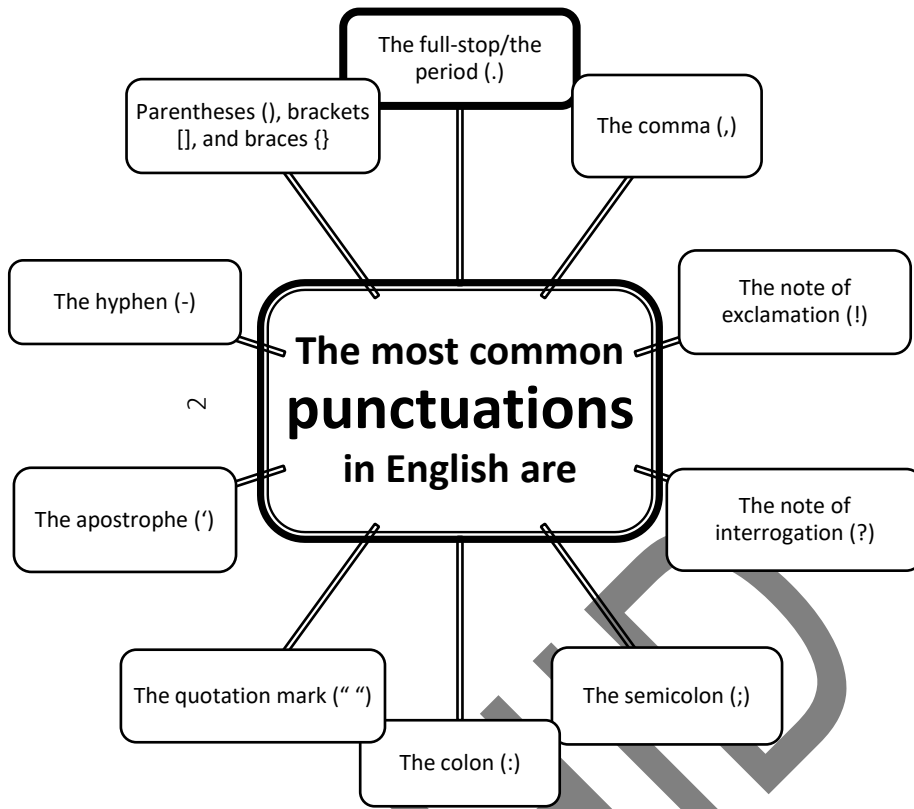 The full-stop/the
period (.)
Parentheses (), brackets
[], and braces {}
The comma (,)
The hyphen (-)
The note of
exclamation (!)
The most common
punctuations
in English are
2
The apostrophe (‘)
The note of
interrogation (?)
The quotation mark (“ “)
The semicolon (;)
The colon (:)